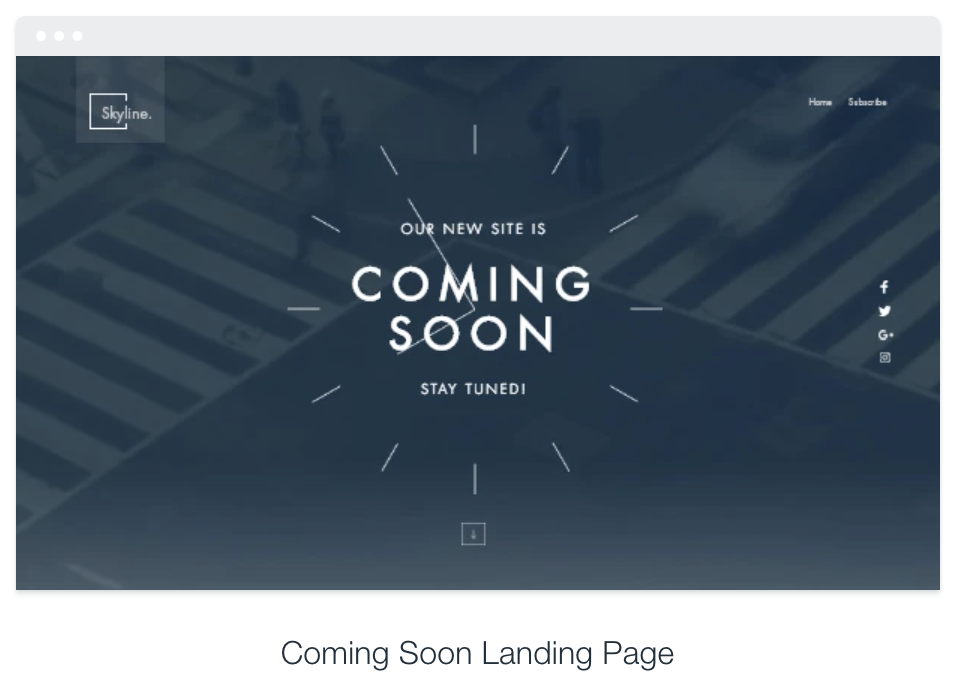 Skyline.
Home Subscribe
OUR NEW SITE IS
COMING
SOON
STAY TUNED!
Coming Soon Landing Page